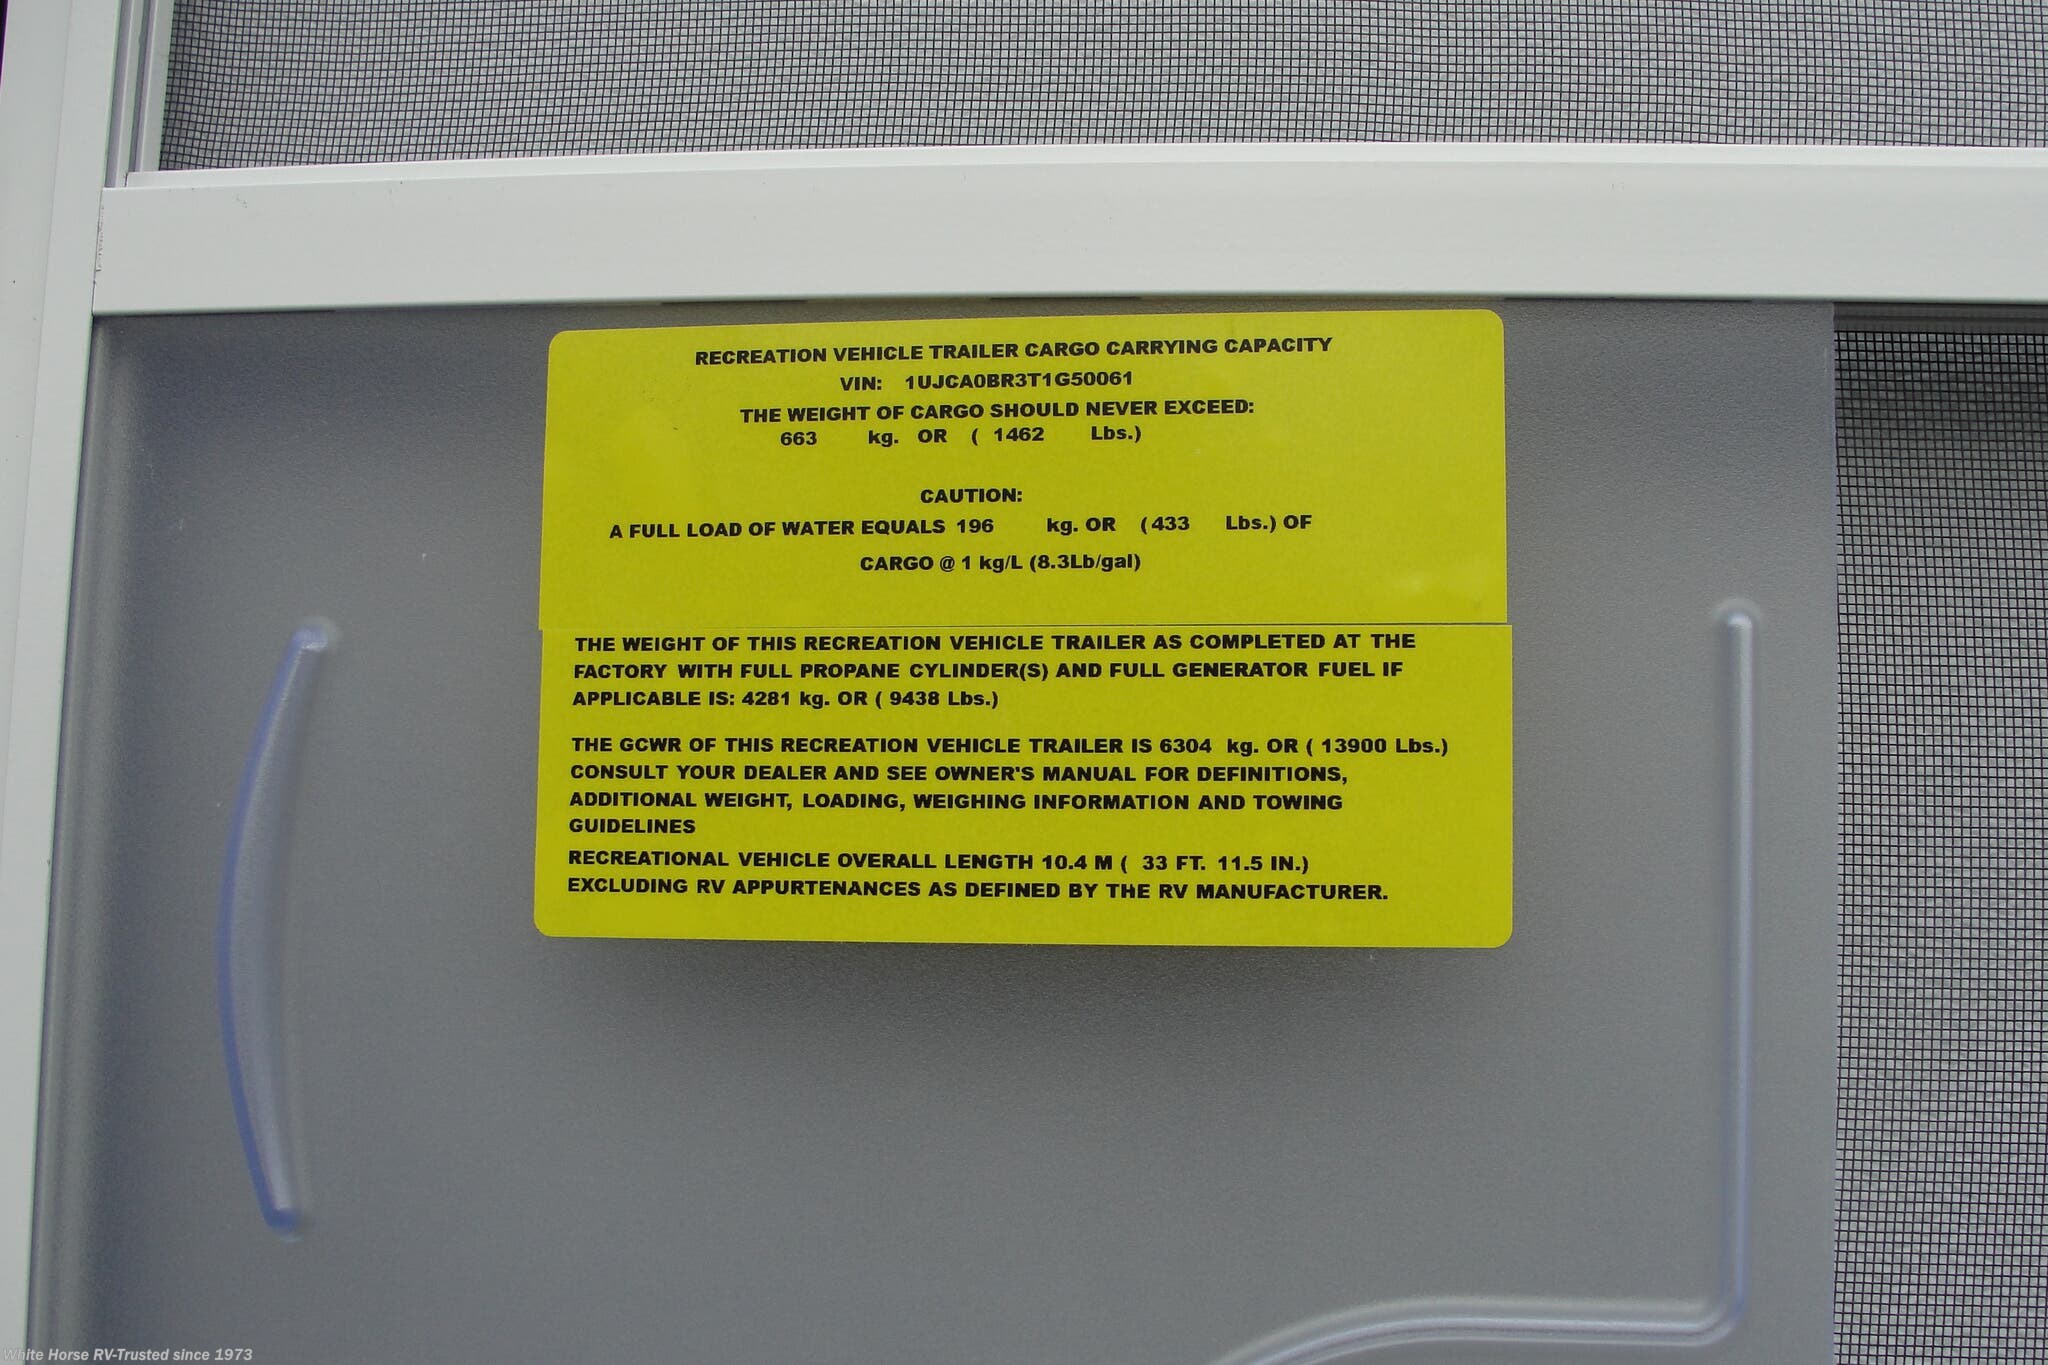 RECREATION VEHICLE TRAILER CARGO CARRYING CAPACITY
VIN: 1UJCA0BR3T1G50061
THE WEIGHT OF CARGO SHOULD NEVER EXCEED:
663 kg. OR ( 1462 Lbs.)
CAUTION:
A FULL LOAD OF WATER EQUALS 196 kg. OR (433 Lbs.) OF
CARGO @ 1 kg/L (8.3Lb/gal)
THE WEIGHT OF THIS RECREATION VEHICLE TRAILER AS COMPLETED AT THE
FACTORY WITH FULL PROPANE CYLINDER(S) AND FULL GENERATOR FUEL IF
APPLICABLE IS: 4281 kg. OR ( 9438 Lbs.)
THE GCWR OF THIS RECREATION VEHICLE TRAILER IS 6304 kg. OR ( 13900 Lbs.)
CONSULT YOUR DEALER AND SEE OWNER'S MANUAL FOR DEFINITIONS,
ADDITIONAL WEIGHT, LOADING, WEIGHING INFORMATION AND TOWING
GUIDELINES
RECREATIONAL VEHICLE OVERALL LENGTH 10.4 M ( 33 FT. 11.5 IN.)
EXCLUDING RV APPURTENANCES AS DEFINED BY THE RV MANUFACTURER.
White Horse RV-Trusted since 1973